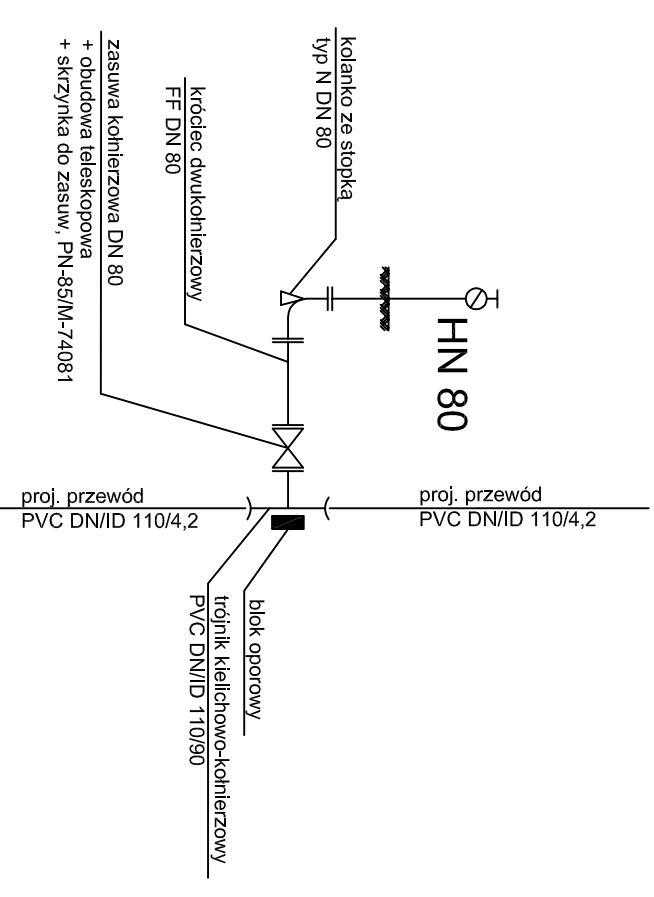 kolanko ze stopką
typ N DN 80
króciec dwukołnierzowy
FF DN 80
zasuwa kołnierzowa DN 80
+ obudowa teleskopowa
+ skrzynka do zasuw, PN-85/M-74081
HN 80
proj. przewód
PVC DN/ID 110/4,2
proj. przewód
PVC DN/ID 110/4,2
blok oporowy
trójnik kielichowo-kołnierzowy
PVC DN/ID 110/90